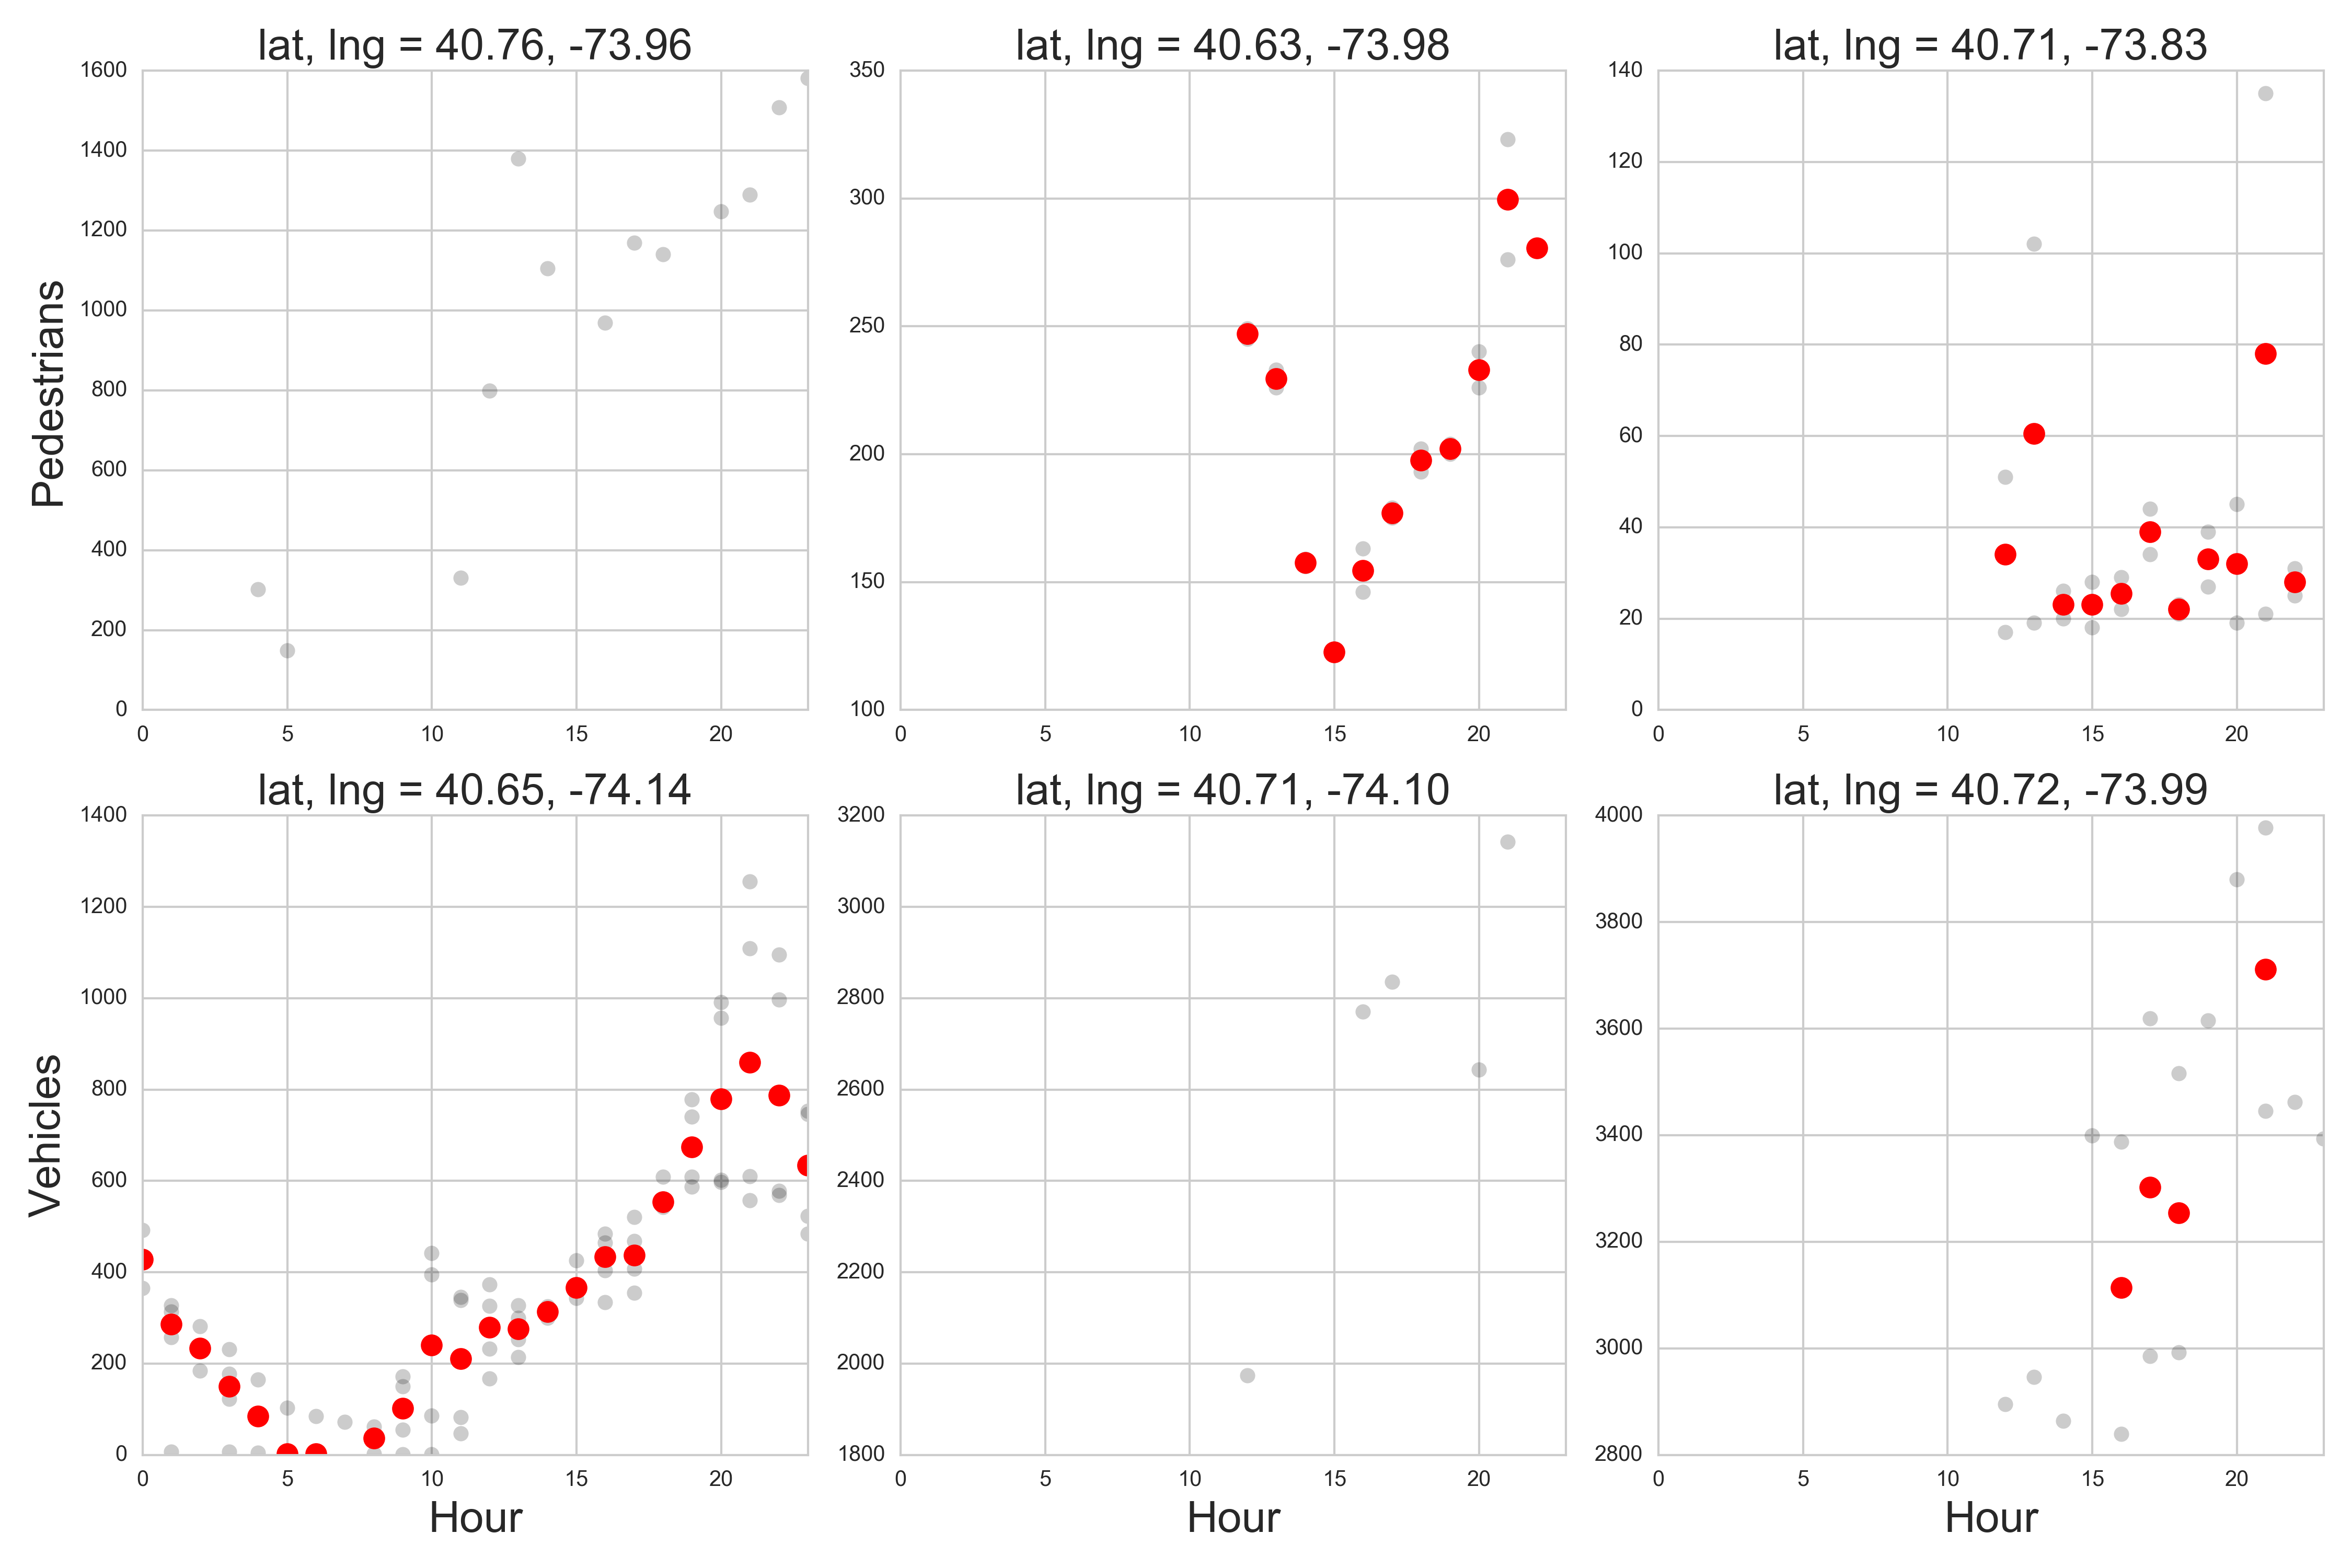 lat, lng = 40.76, -73.96
lat, lng = 40.63, -73.98
lat, lng = 40.71, -73.83
Pedestrians
1600
1400
1200
1000
800
600
400
200
0
0 5 10 15 20
350
300
250
200
150
100
0 5 10 15 20
140
120
100
80
60
40
20
0
0 5 10 15 20
lat, lng = 40.65, -74.14
lat, lng = 40.71, -74.10
lat, lng = 40.72, -73.99
Vehicles
1400
1200
1000
800
600
400
200
0
0 5 10 15 20
Hour
3200
3000
2800
2600
2400
2200
2000
1800
0 5 10 15 20
Hour
4000
3800
3600
3400
3200
3000
2800
0 5 10 15 20
Hour